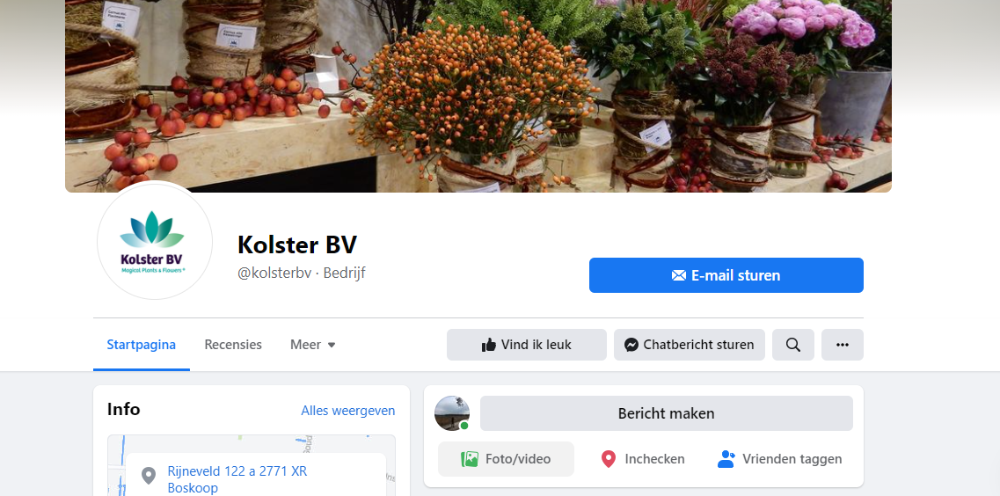 Kolster BV
Magical Plants & Flowers
Kolster BV
@kolsterbv · Bedrijf
E-mail sturen
Startpagina
Recensies
Meer
Vind ik leuk
Chatbericht sturen
Info
Alles weergeven
Bericht maken
Foto/video
Inchecken
Vrienden taggen
Rijneveld 122 a 2771 XR
Boskoop